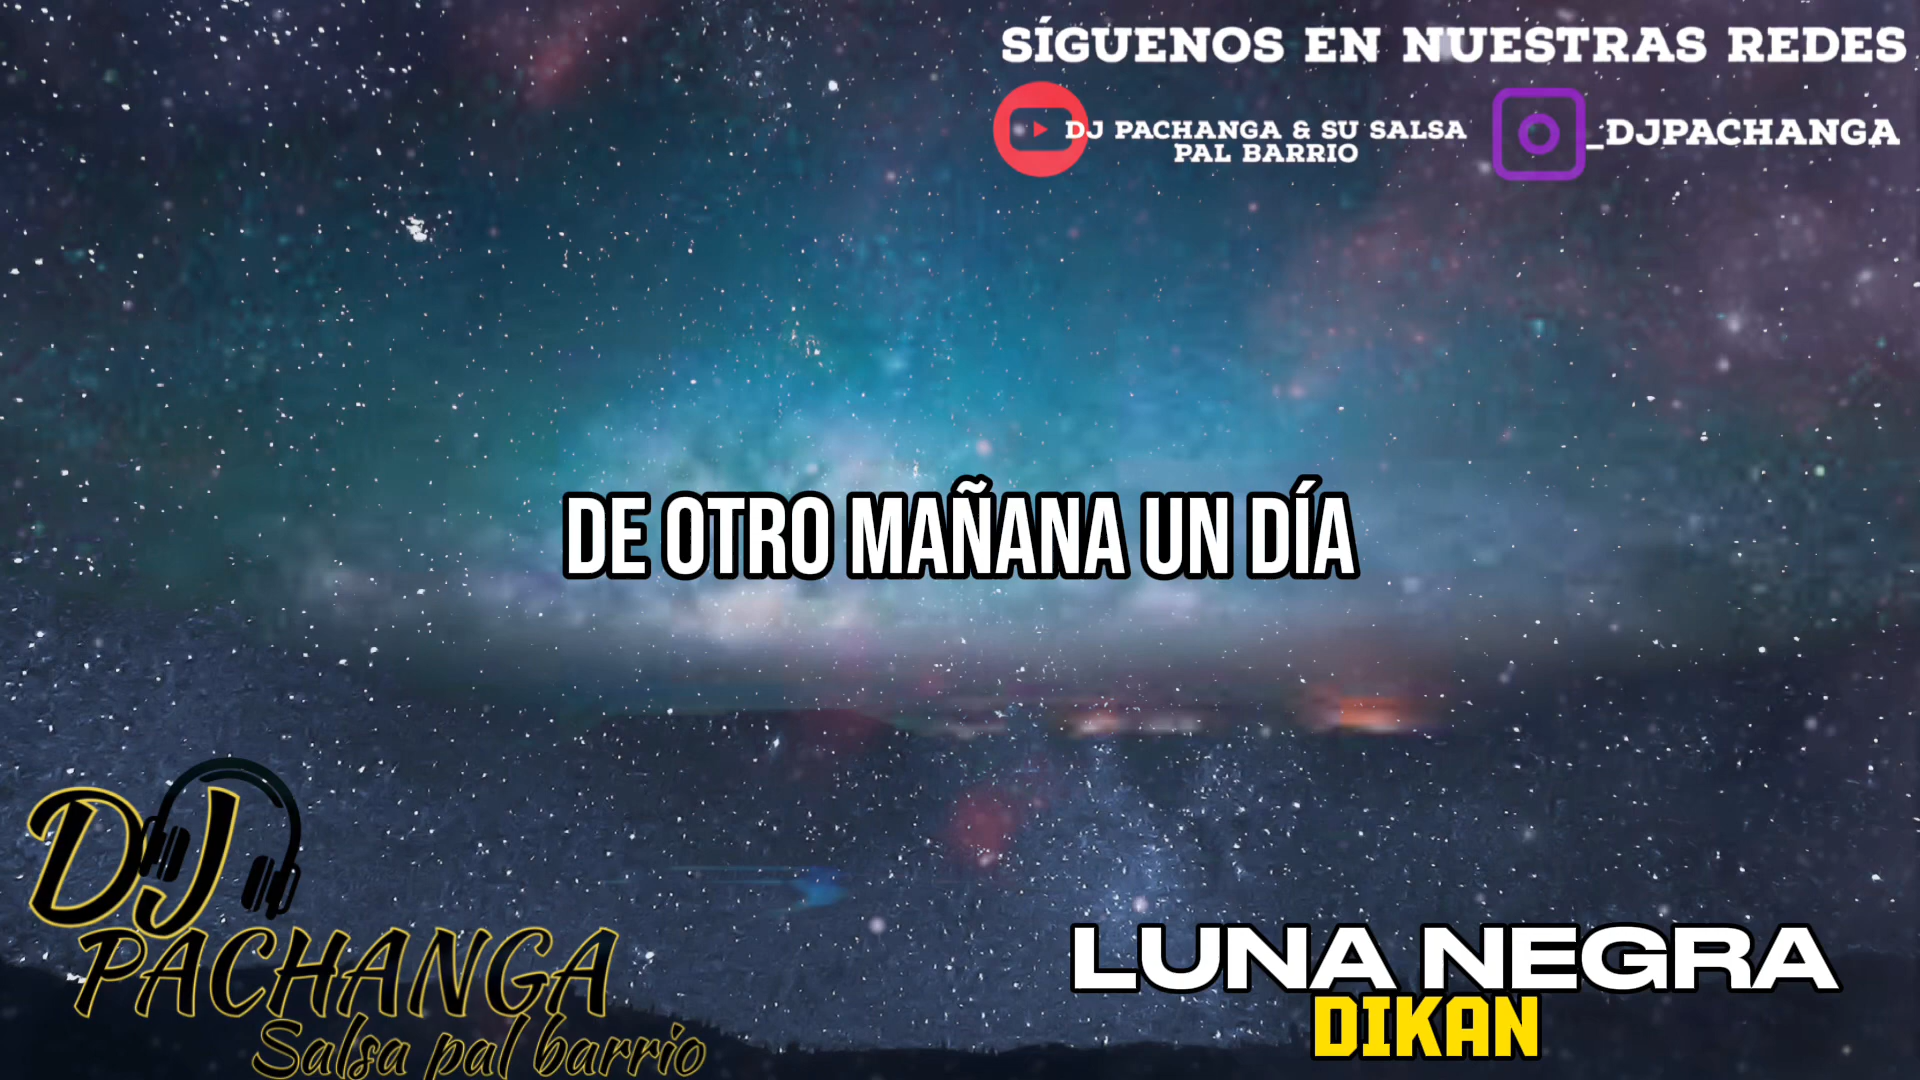 SÍGUENOS EN NUESTRAS REDES
DJ PACHANGA & SU SALSA
PAL BARRIO
_DJPACHANGA
DE OTRO MAÑANA UN DÍA
DJ
PACHANGA
Salsa pal barrio
LUNA NEGRA
DIKAN